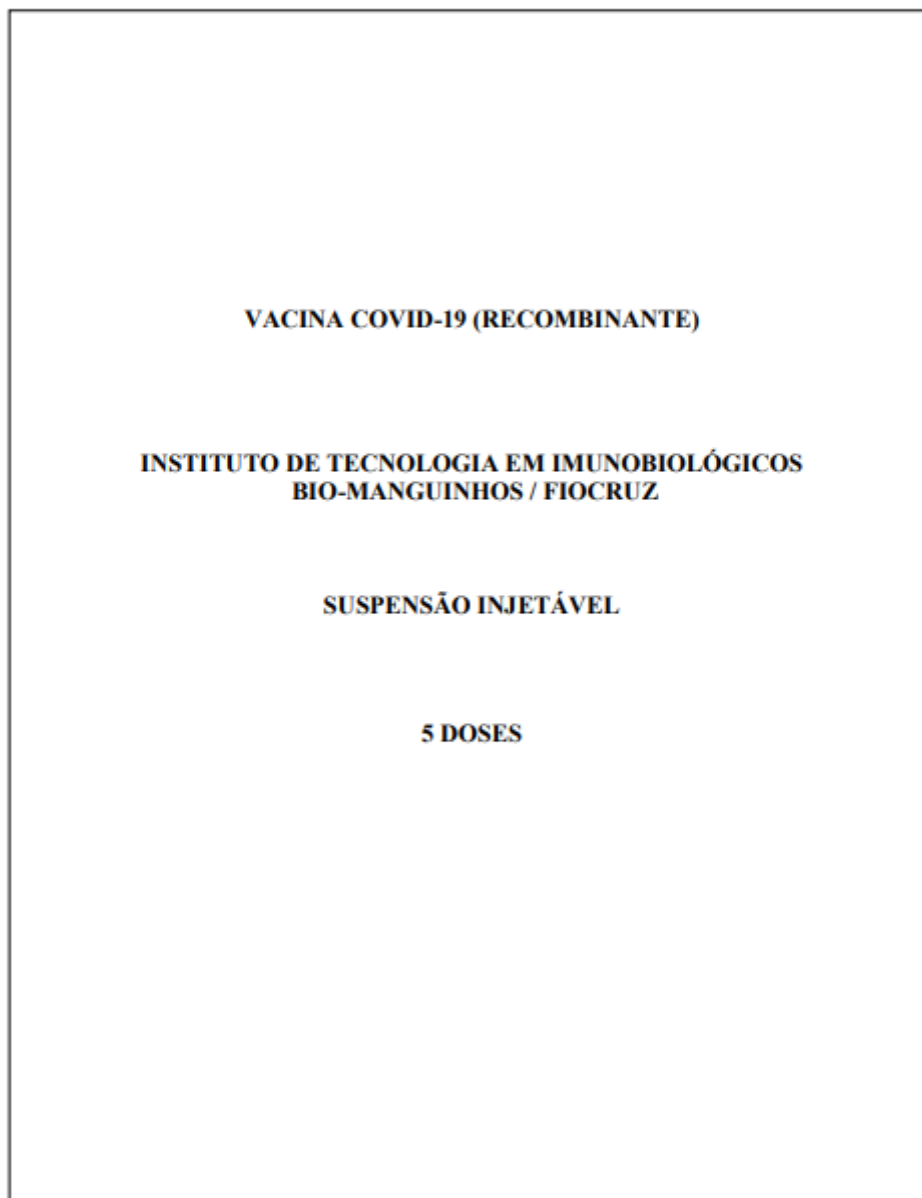 VACINA COVID-19 (RECOMBINANTE)
INSTITUTO DE TECNOLOGIA EM IMUNOBIOLÓGICOS
BIO-MANGUINHOS / FIOCRUZ
SUSPENSÃO INJETÁVEL
5 DOSES